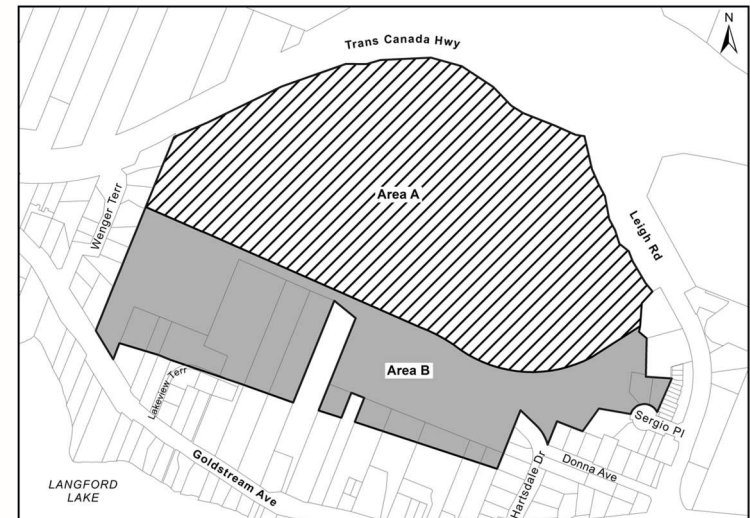 N
Trans Canada Hwy
Area A
Wenger Terr
Leigh Rd
Area B
Lakeview Terr
Sergio Pl
Goldstream Ave
Donna Ave
Hartsdale Dr
LANGFORD
LAKE